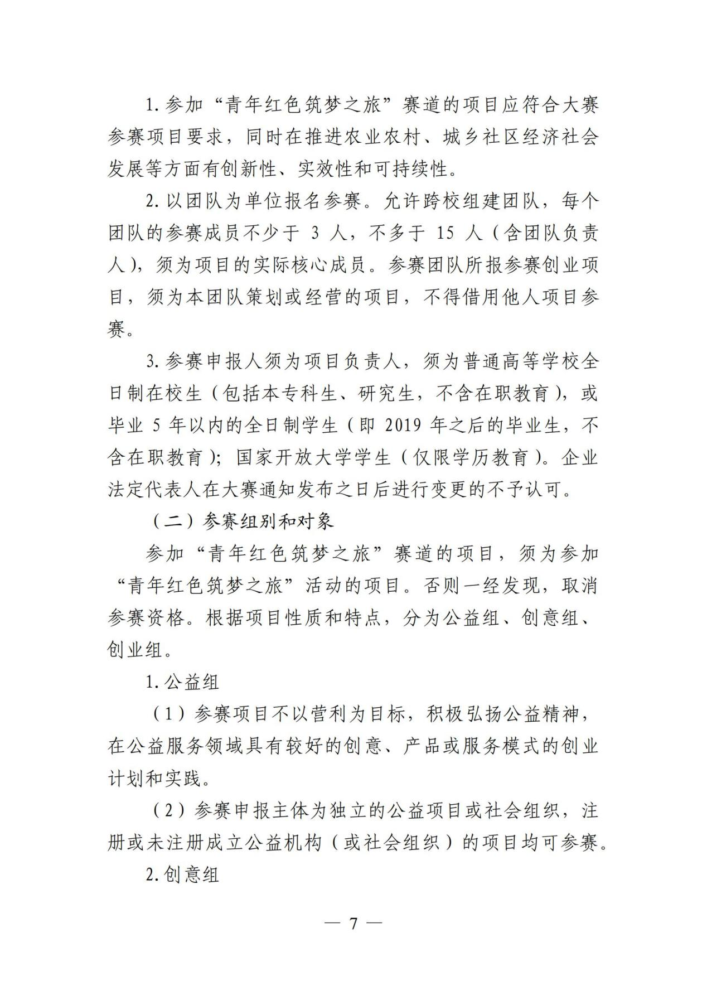 1.参加“青年红色筑梦之旅”赛道的项目应符合大赛
参赛项目要求，同时在推进农业农村、城乡社区经济社会
发展等方面有创新性、实效性和可持续性。
2.以团队为单位报名参赛。允许跨校组建团队，每个
团队的参赛成员不少于 3 人，不多于 15 人（含团队负责
人），须为项目的实际核心成员。参赛团队所报参赛创业项
目，须为本团队策划或经营的项目，不得借用他人项目参
赛。
3.参赛申报人须为项目负责人，须为普通高等学校全
日制在校生（包括本专科生、研究生，不含在职教育），或
毕业 5 年以内的全日制学生（即 2019 年之后的毕业生，不
含在职教育）；国家开放大学学生（仅限学历教育）。企业
法定代表人在大赛通知发布之日后进行变更的不予认可。
（二）参赛组别和对象
参加“青年红色筑梦之旅”赛道的项目，须为参加
“青年红色筑梦之旅”活动的项目。否则一经发现，取消
参赛资格。根据项目性质和特点，分为公益组、创意组、
创业组。
1.公益组
（1）参赛项目不以营利为目标，积极弘扬公益精神，
在公益服务领域具有较好的创意、产品或服务模式的创业
计划和实践。
（2）参赛申报主体为独立的公益项目或社会组织，注
册或未注册成立公益机构（或社会组织）的项目均可参赛。
2.创意组
— 7 —